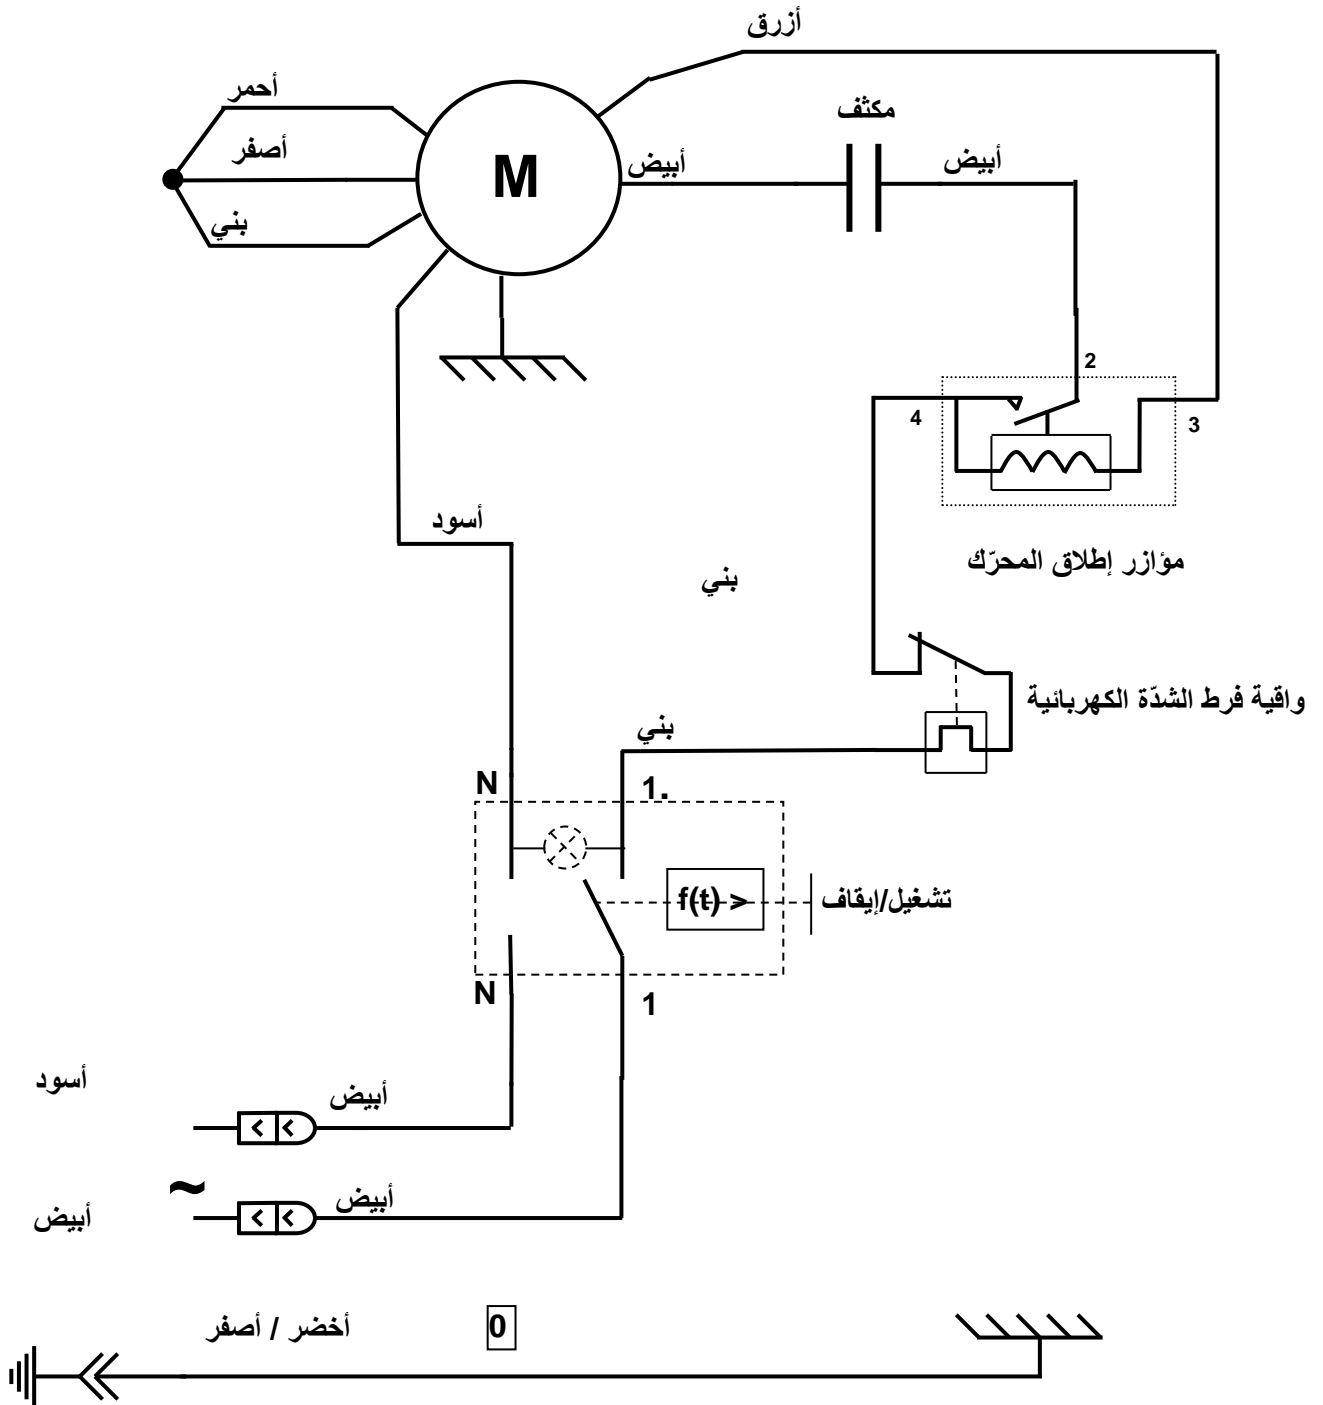 أزرق
أحمر
مكثف
أصفر
أبيض
أبيض
M
بني
2
4
3
أسود
مؤازر إطلاق المحرّك
بني
واقية فرط الشدّة الكهربائية
بني
N
1.
f(t) >
تشغيل/إيقاف
N
1
أسود
أبيض
~
أبيض
أبيض
أخضر / أصفر
0